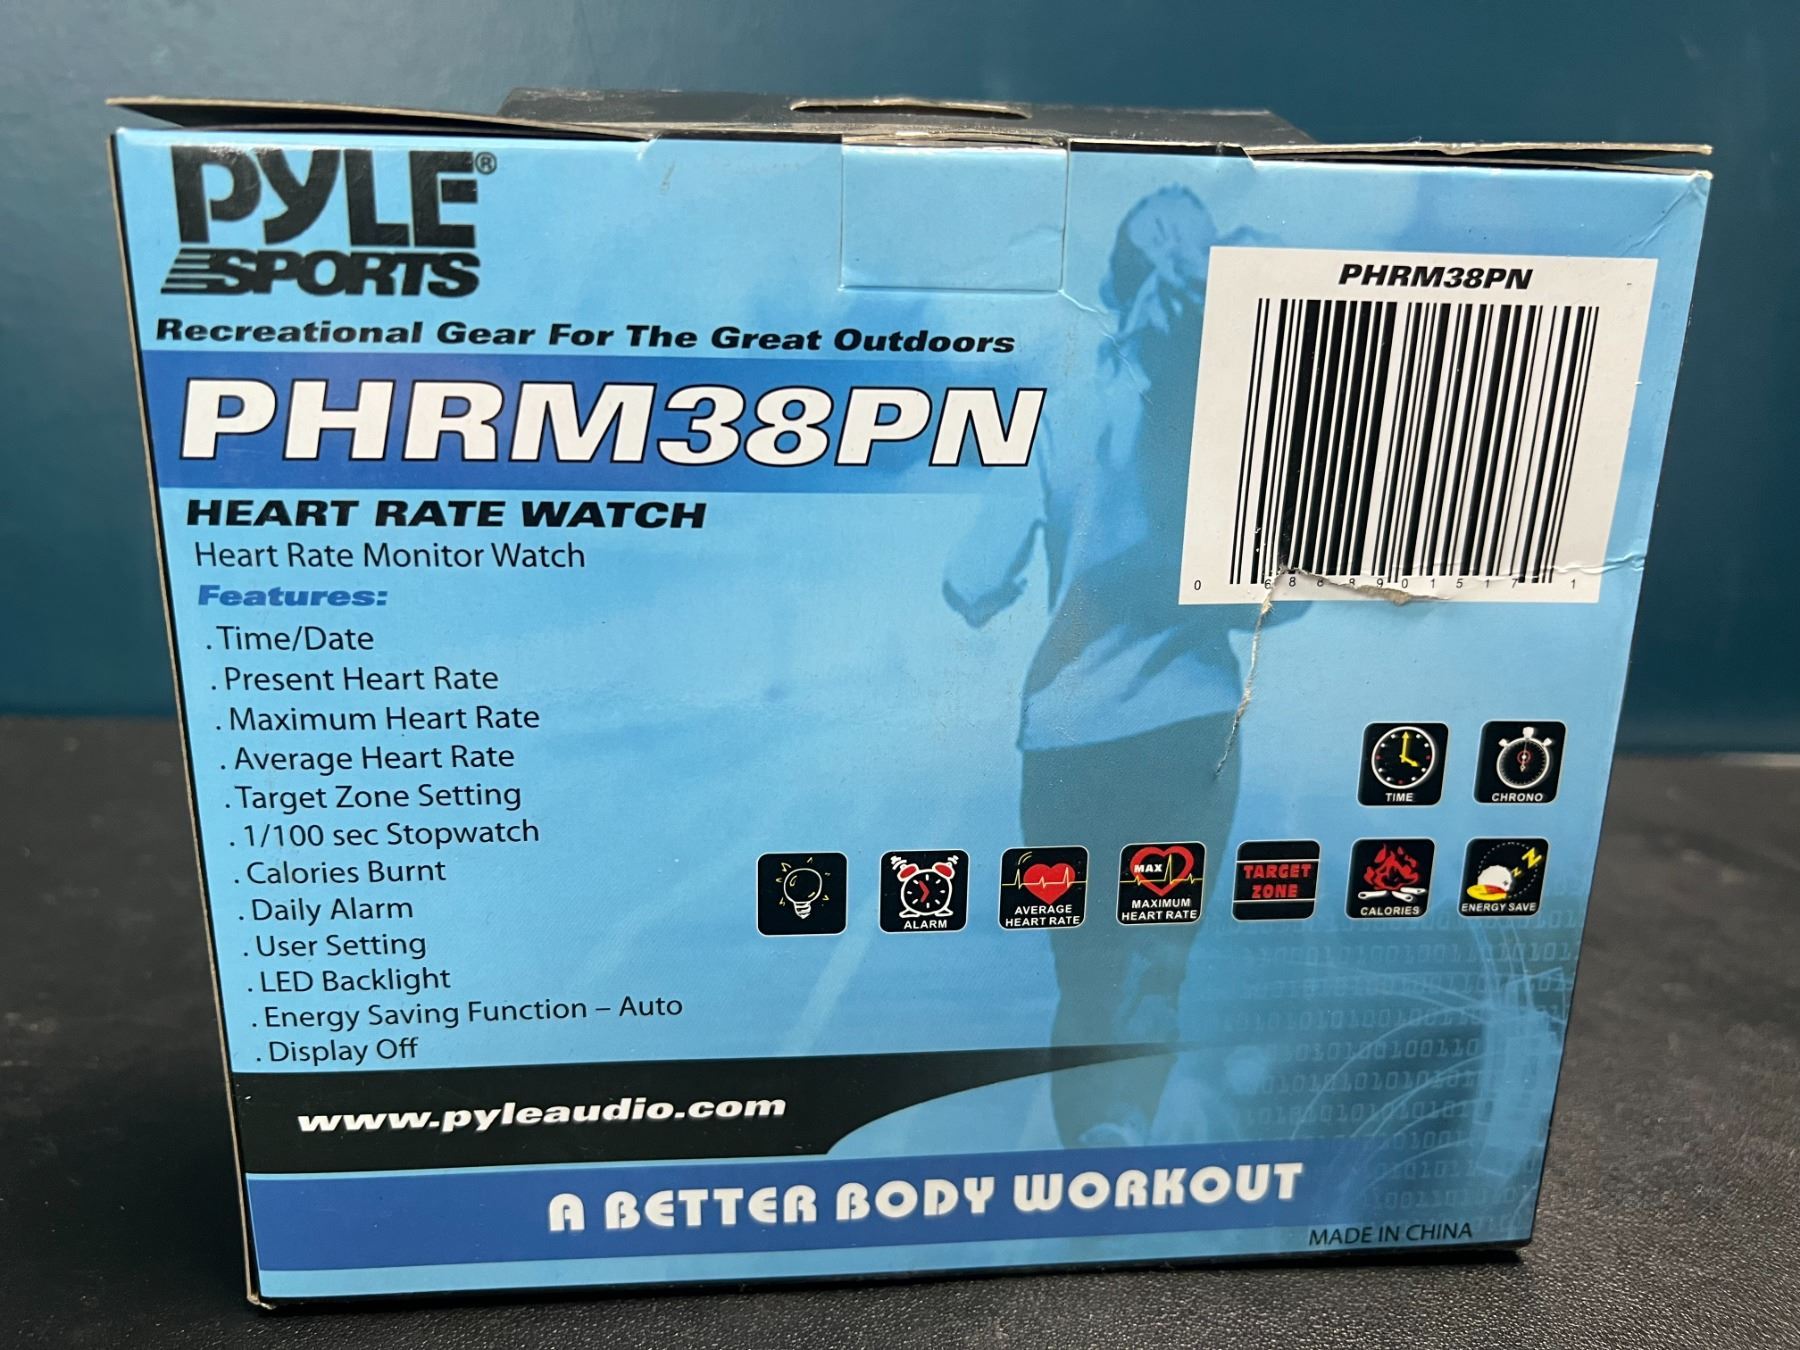 PYLE®
SPORTS
Recreational Gear For The Great Outdoors
PHRM38PN
HEART RATE WATCH
Heart Rate Monitor Watch
Features:
. Time/Date
. Present Heart Rate
. Maximum Heart Rate
. Average Heart Rate
. Target Zone Setting
. 1/100 sec Stopwatch
. Calories Burnt
. Daily Alarm
. User Setting
. LED Backlight
. Energy Saving Function – Auto
. Display Off
www.pyleaudio.com
A BETTER BODY WORKOUT
MADE IN CHINA
PHRM38PN
TIME
CHRONO
ALARM
AVERAGE
HEART RATE
MAX
MAXIMUM
HEART RATE
TARGET
ZONE
CALORIES
ENERGY SAVE